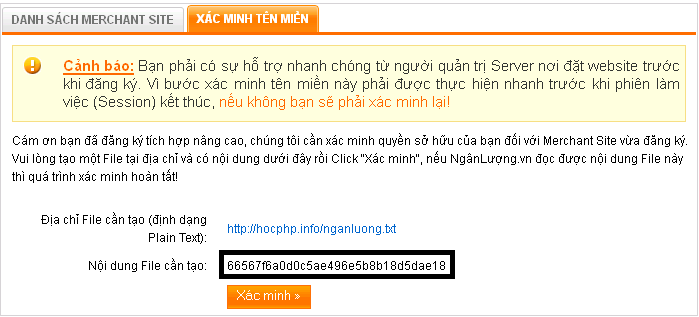 DANH SÁCH MERCHANT SITE
XÁC MINH TÊN MIỀN
Cảnh báo: Bạn phải có sự hỗ trợ nhanh chóng từ người quản trị Server nơi đặt website trước
khi đăng ký. Vì bước xác minh tên miền này phải được thực hiện nhanh trước khi phiên làm
việc (Session) kết thúc, nếu không bạn sẽ phải xác minh lại!
Cám ơn bạn đã đăng ký tích hợp nâng cao, chúng tôi cần xác minh quyền sở hữu của bạn đối với Merchant Site vừa đăng ký.
Vui lòng tạo một File tại địa chỉ và có nội dung dưới đây rồi Click "Xác minh", nếu NgânLượng.vn đọc được nội dung File này
thì quá trình xác minh hoàn tất!
Địa chỉ File cần tạo (định dạng
Plain Text):
http://hocphp.info/nganluong.txt
Nội dung File cần tạo:
66567f6a0d0c5ae496e5b8b18d5dae18
Xác minh »